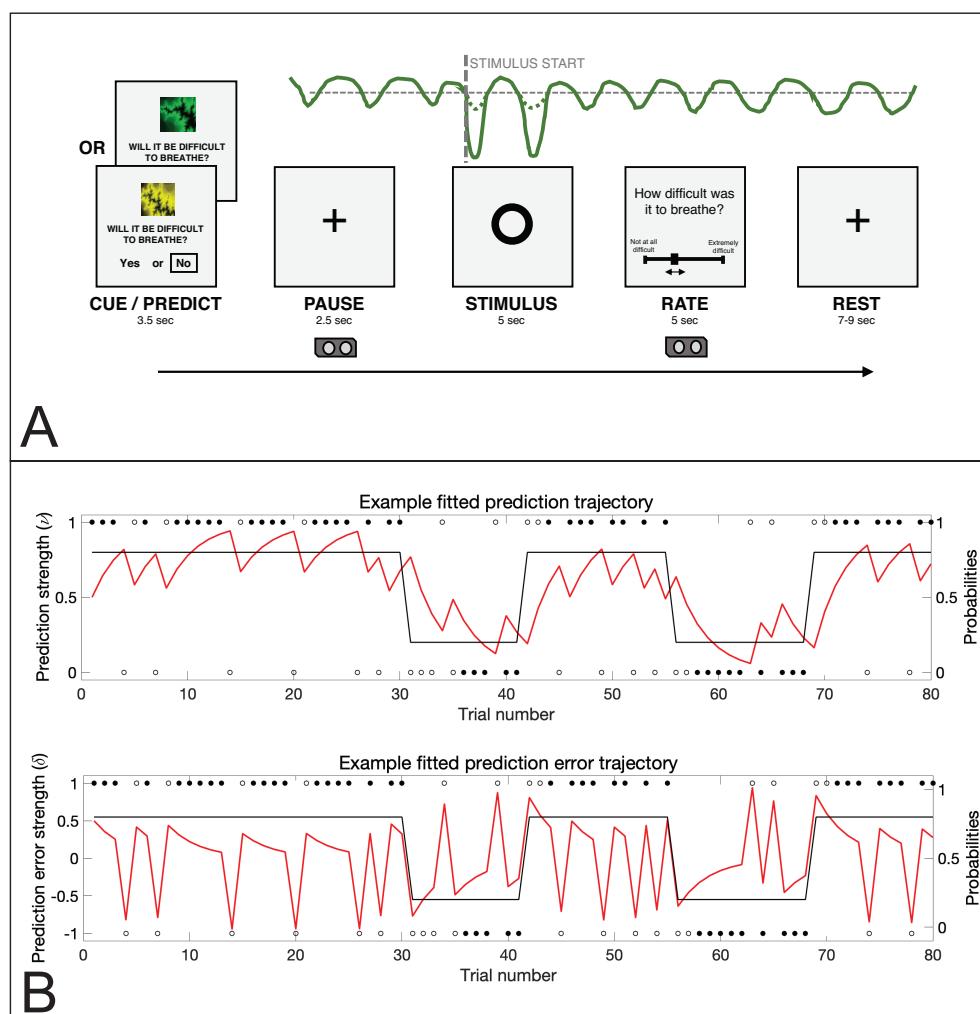 STIMULUS START
OR
WILL IT BE DIFFICULT
TO BREATHE?
WILL IT BE DIFFICULT
TO BREATHE?
Yes or No
CUE / PREDICT
3.5 sec
+
PAUSE
2.5 sec
STIMULUS
5 sec
How difficult was
it to breathe?
Not at all
difficult
Extremely
difficult
RATE
5 sec
+
REST
7-9 sec
A
Example fitted prediction trajectory
Prediction strength (ν)
1
0.5
0
1
0.5
0
Probabilities
0 10 20 30 40 50 60 70 80
Trial number
Example fitted prediction error trajectory
Prediction error strength (δ)
1
0.5
0
-0.5
-1
1
0.5
0
Probabilities
0 10 20 30 40 50 60 70 80
Trial number
B